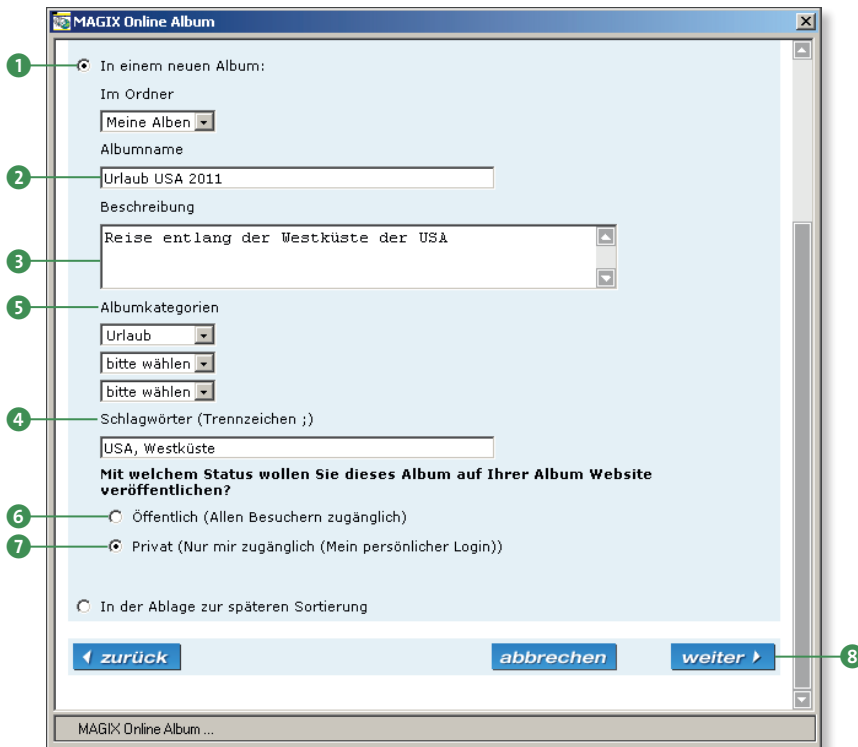 MAGIX Online Album
1 In einem neuen Album:
Im Ordner
Meine Alben
Albumname
2 Urlaub USA 2011
Beschreibung
3 Reise entlang der Westküste der USA
5 Albumkategorien
Urlaub
bitte wählen
bitte wählen
4 Schlagwörter (Trennzeichen ;)
USA, Westküste
Mit welchem Status wollen Sie dieses Album auf Ihrer Album Website
veröffentlichen?
6 Öffentlich (Allen Besuchern zugänglich)
7 Privat (Nur mir zugänglich (Mein persönlicher Login))
In der Ablage zur späteren Sortierung
zurück abbrechen weiter 8
MAGIX Online Album ...